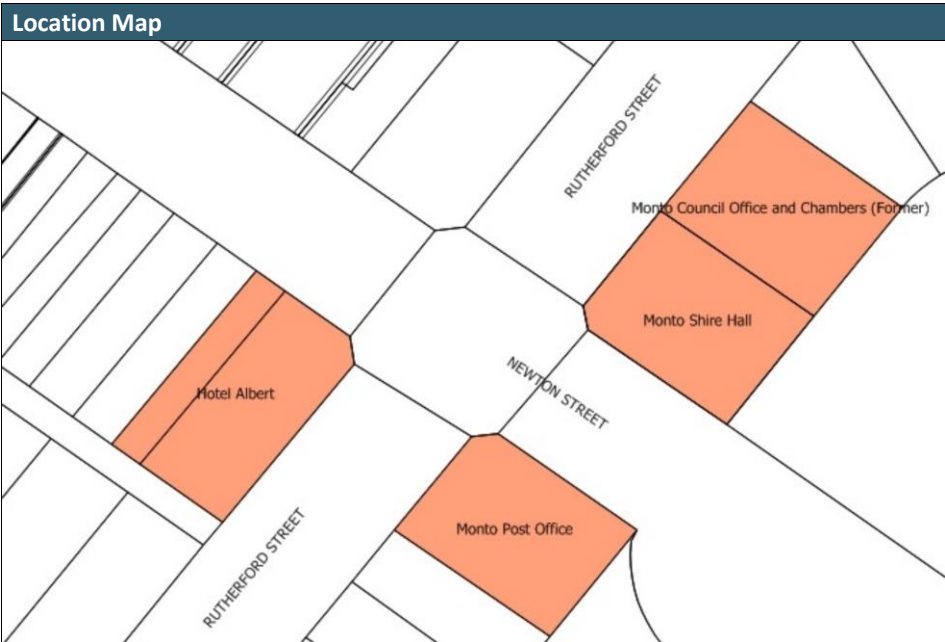 Location Map
RUTHERFORD STREET
Monto Council Office and Chambers (Former)
Monto Shire Hall
NEWTON STREET
Hotel Albert
Monto Post Office
RUTHERFORD STREET